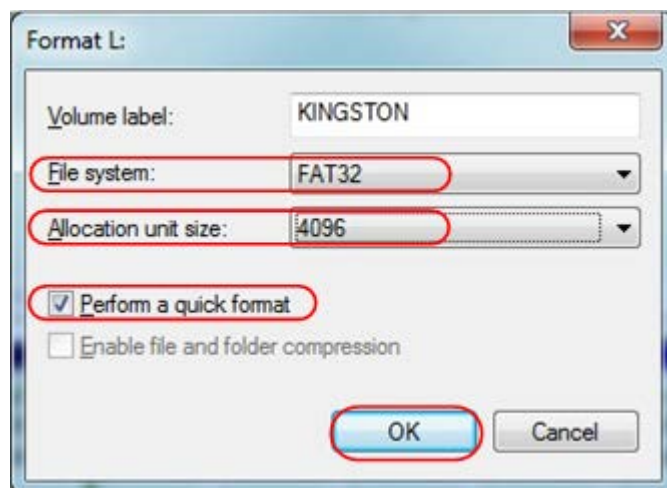 Format L:
Volume label: KINGSTON
File system: FAT32
Allocation unit size: 4096
Perform a quick format
Enable file and folder compression
OK Cancel